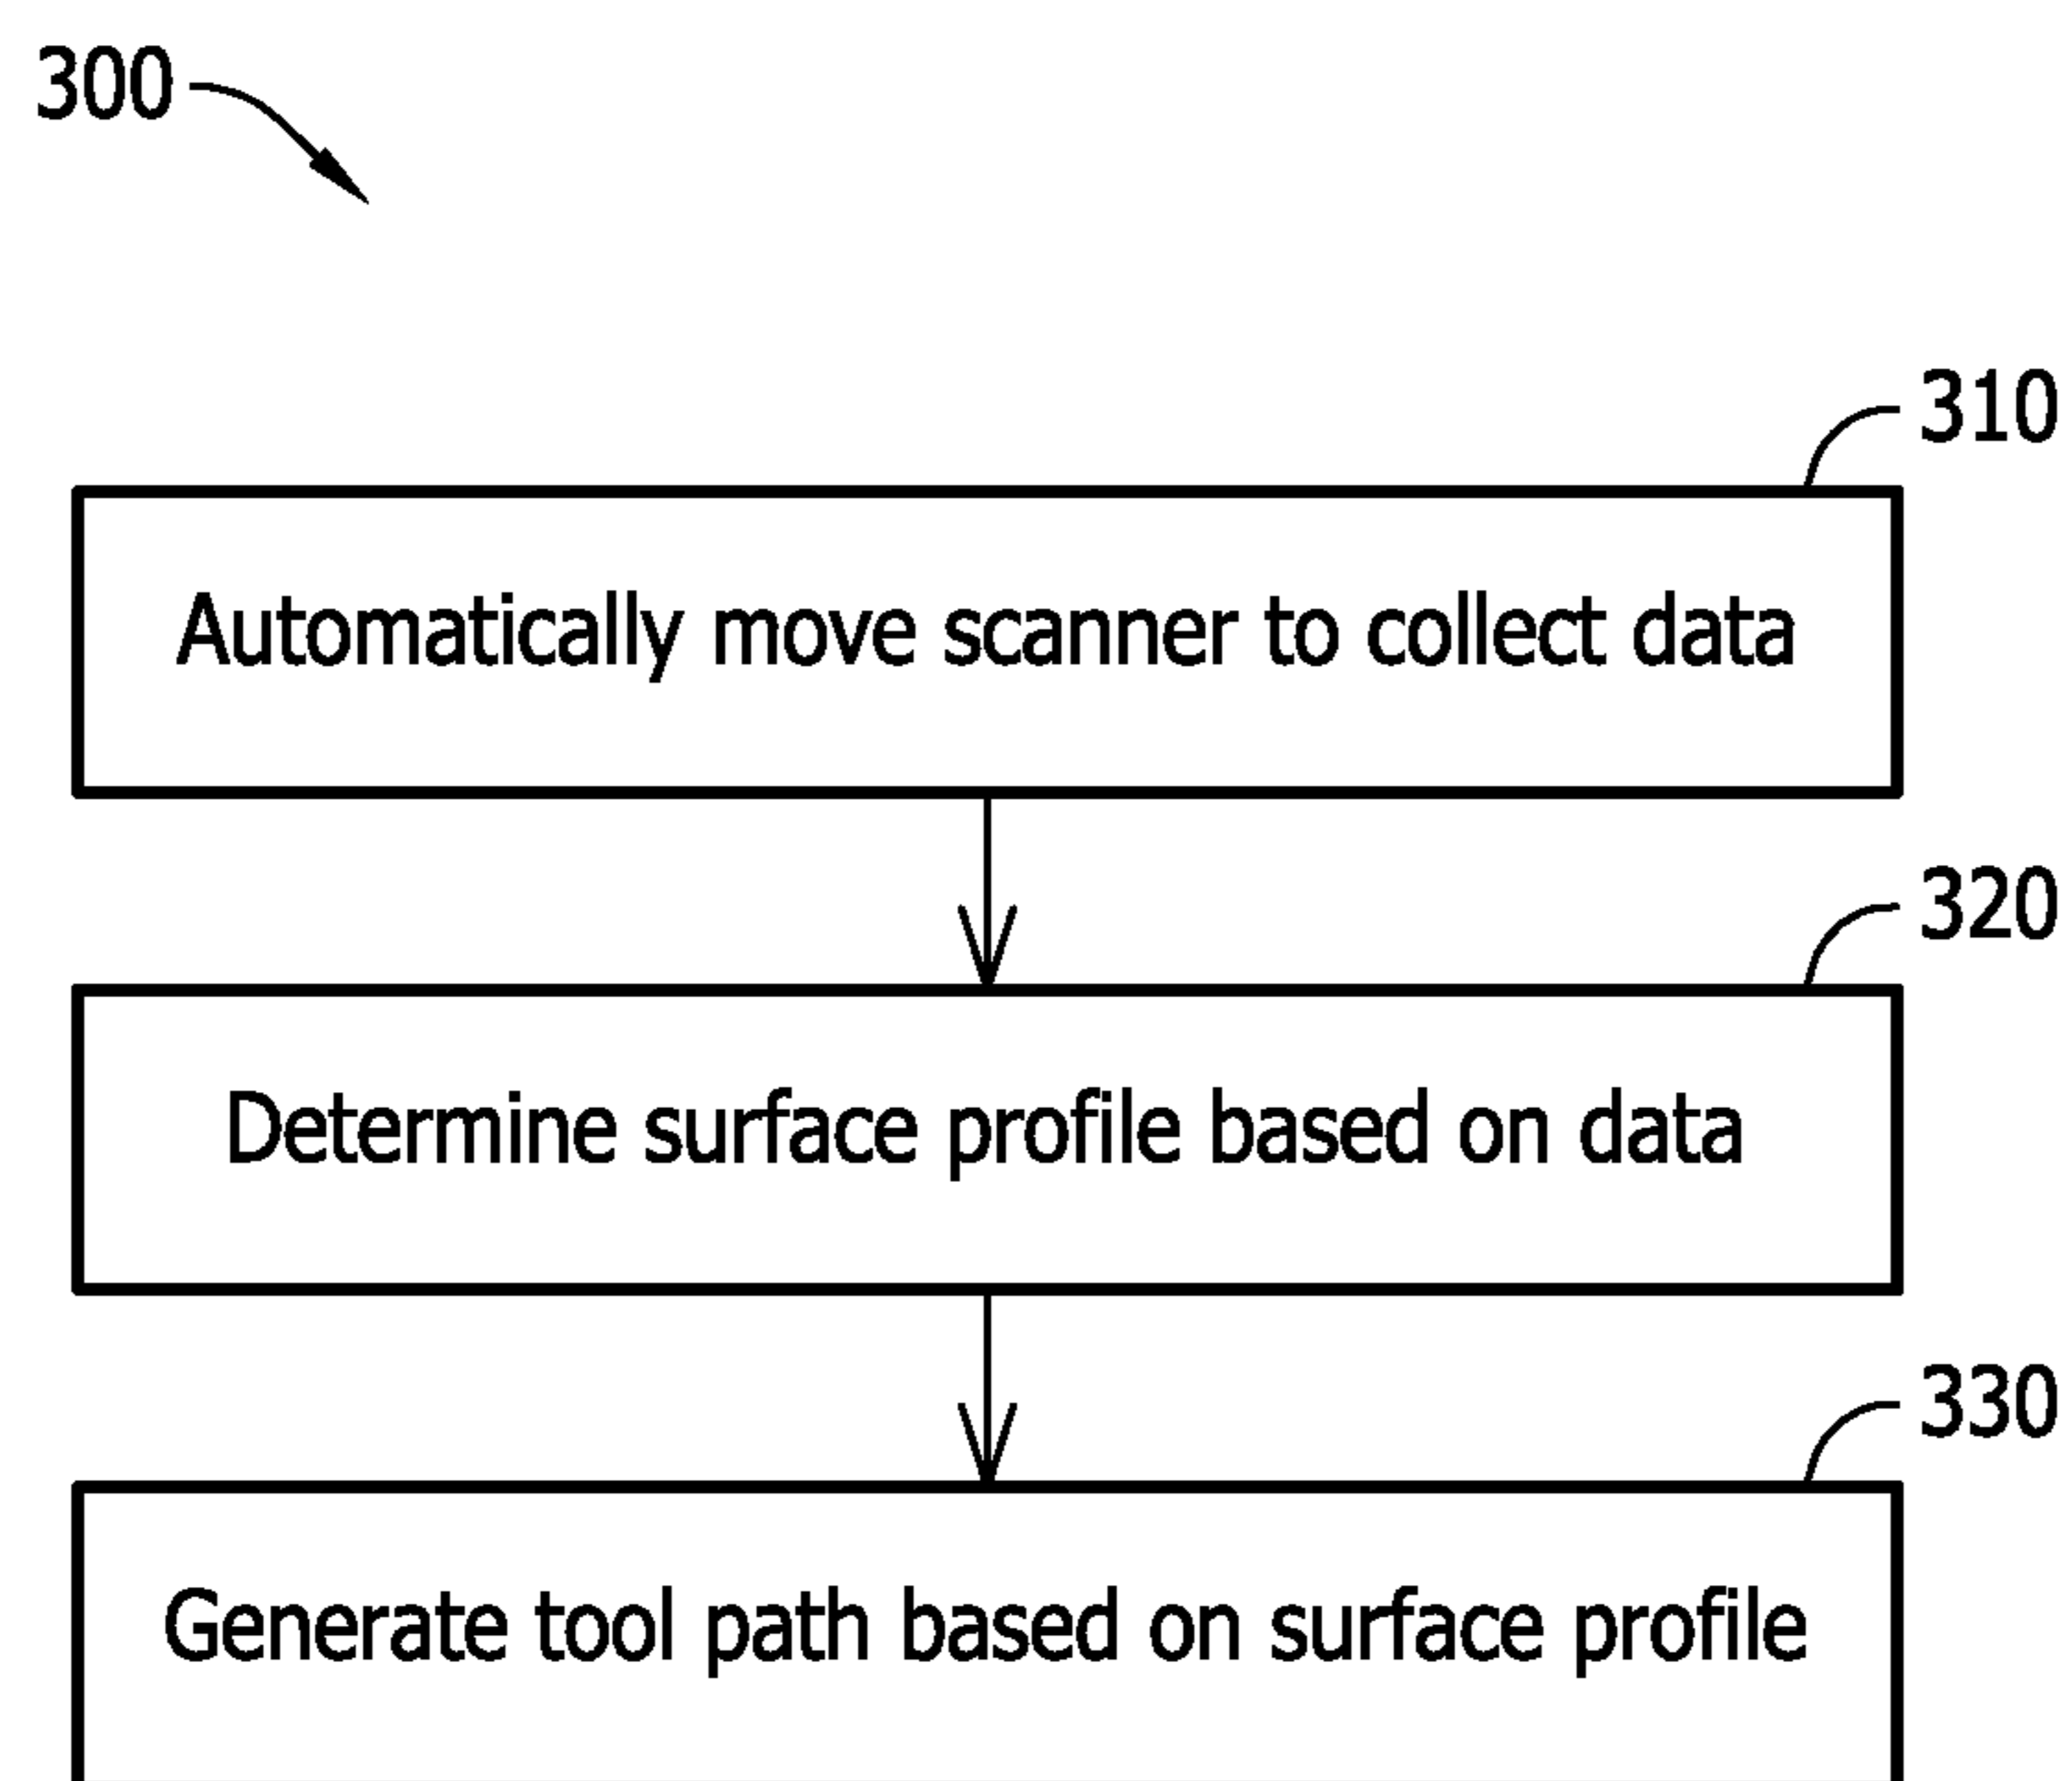 300
310
Automatically move scanner to collect data
320
Determine surface profile based on data
330
Generate tool path based on surface profile